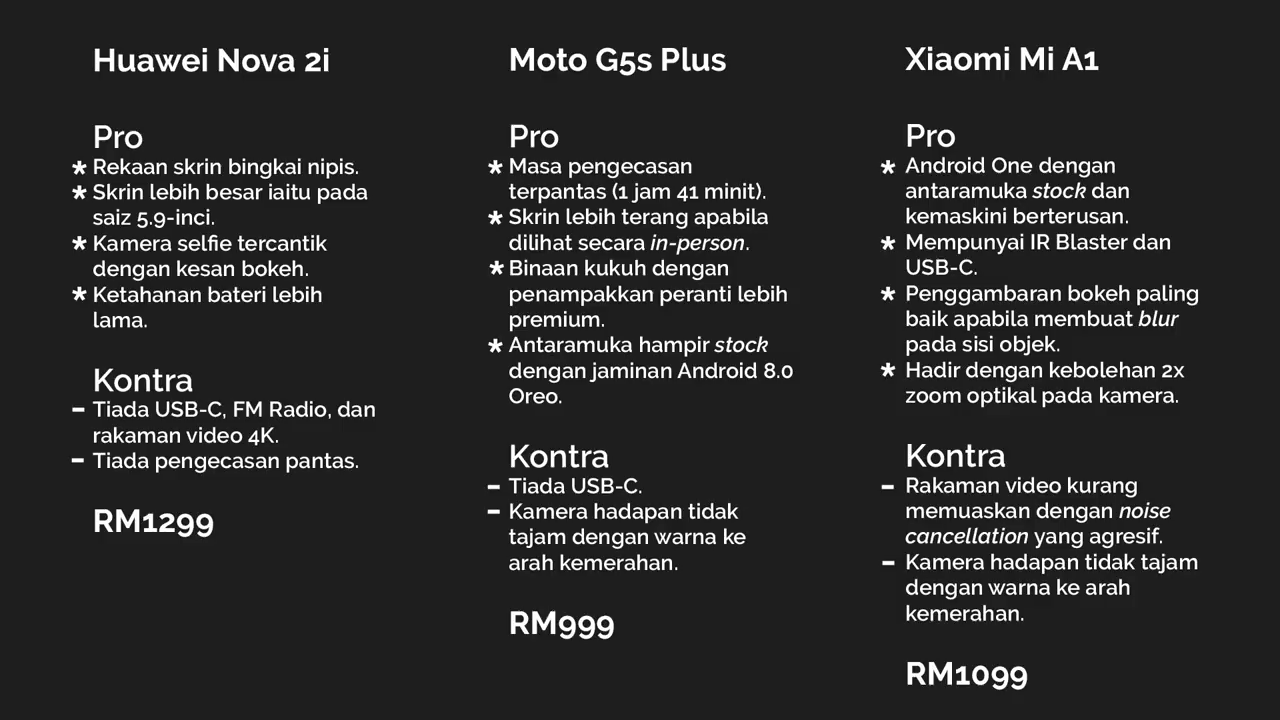 Huawei Nova 2i
Pro
* Rekaan skrin bingkai nipis.
* Skrin lebih besar iaitu pada
saiz 5.9-inci.
* Kamera selfie tercantik
dengan kesan bokeh.
* Ketahanan bateri lebih
lama.
Kontra
- Tiada USB-C, FM Radio, dan
rakaman video 4K.
- Tiada pengecasan pantas.
RM1299
Moto G5s Plus
Pro
* Masa pengecasan
terpantas (1 jam 41 minit).
* Skrin lebih terang apabila
dilihat secara in-person.
* Binaan kukuh dengan
penampakkan peranti lebih
premium.
* Antaramuka hampir stock
dengan jaminan Android 8.0
Oreo.
Kontra
- Tiada USB-C.
- Kamera hadapan tidak
tajam dengan warna ke
arah kemerahan.
RM999
Xiaomi Mi A1
Pro
* Android One dengan
antaramuka stock dan
kemaskini berterusan.
* Mempunyai IR Blaster dan
USB-C.
* Penggambaran bokeh paling
baik apabila membuat blur
pada sisi objek.
* Hadir dengan kebolehan 2x
zoom optikal pada kamera.
Kontra
- Rakaman video kurang
memuaskan dengan noise
cancellation yang agresif.
- Kamera hadapan tidak tajam
dengan warna ke arah
kemerahan.
RM1099